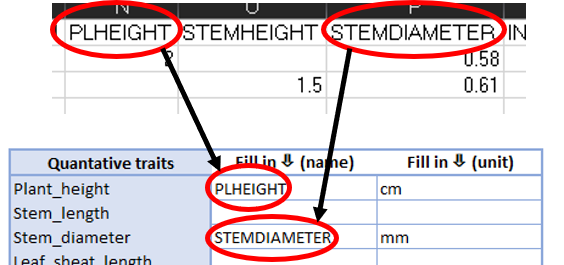 N O P
PLHEIGHT STEMHEIGHT STEMDIAMETER IN
2 0.58
1.5 0.61
Quantative traits Fill in ⇩ (name) Fill in ⇩ (unit)
Plant_height PLHEIGHT cm
Stem_length
Stem_diameter STEMDIAMETER mm
Leaf_sheat_length